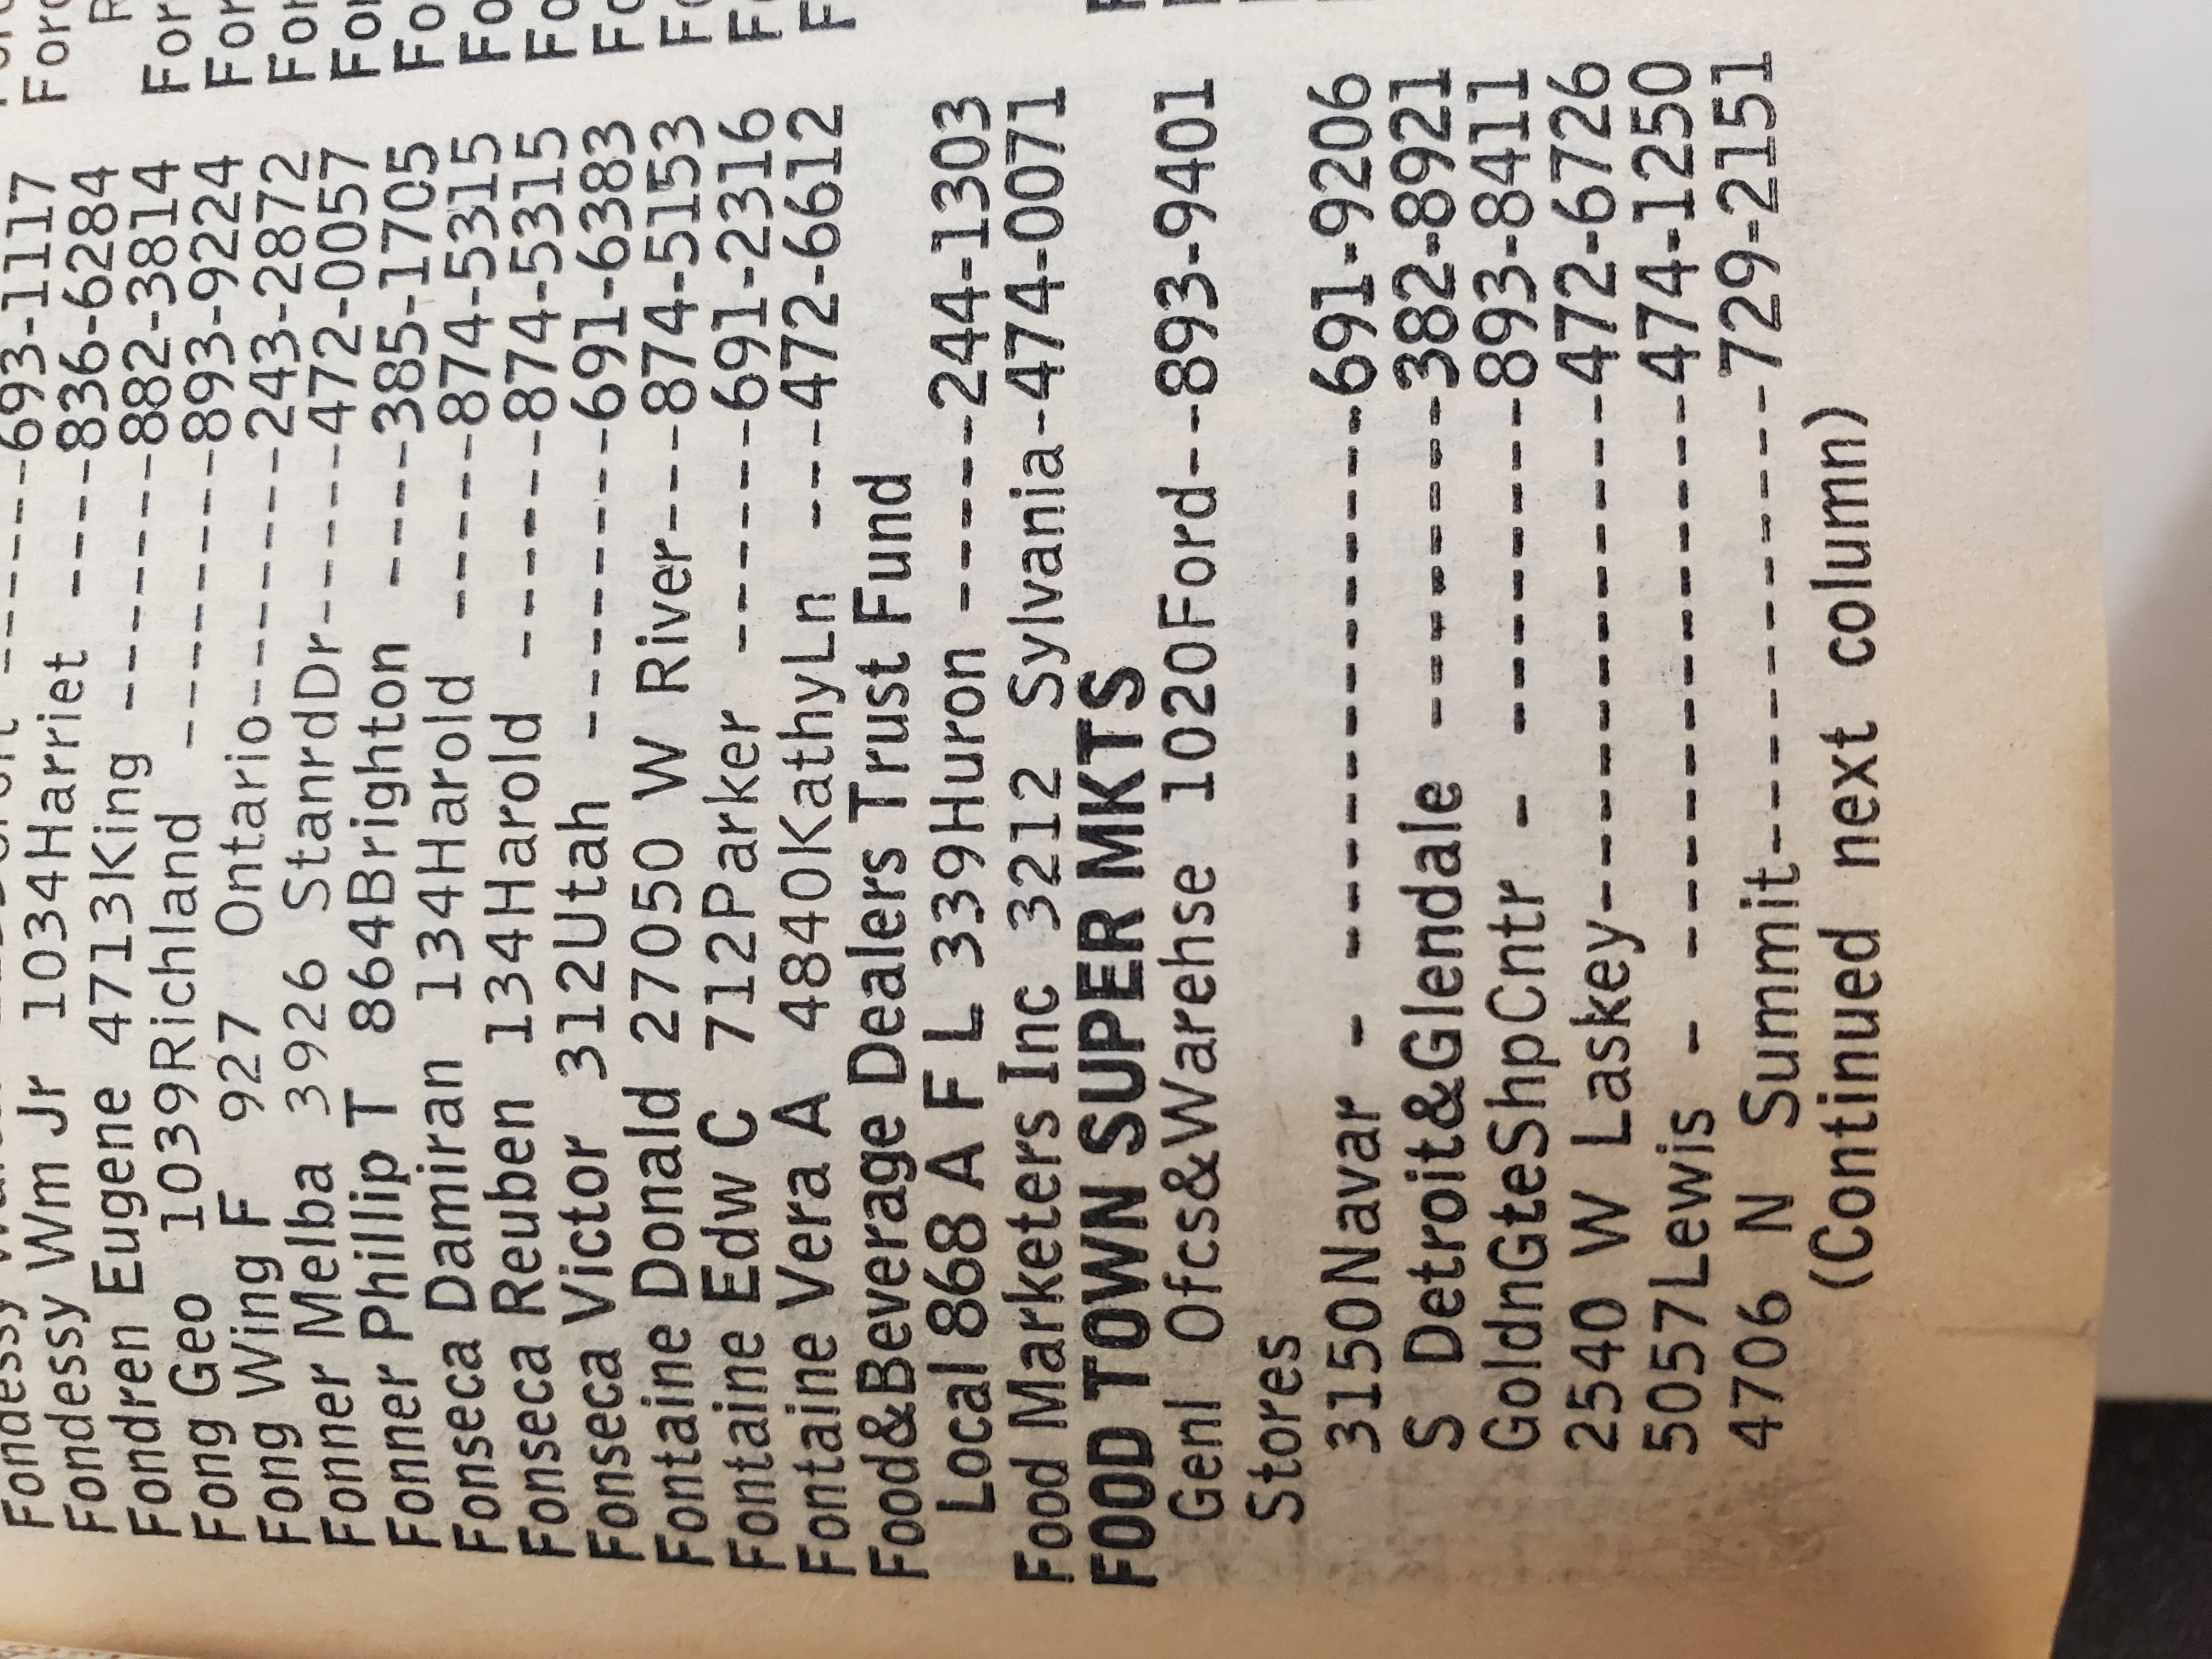 Fondessy
Fondessy Wm Jr 1034Harriet ----836-6284
Fondren Eugene 4713King --------882-3814
Fong Geo 1039Richland ----------893-9224
Fong Wing F 927 Ontario---------243-2872
Fonner Melba 3926 StanrdDr------472-0057
Fonner Phillip T 864Brighton ----385-1705
Fonseca Damiran 134Harold ------874-5315
Fonseca Reuben 134Harold -------874-5315
Fonseca Victor 312Utah ---------691-6383
Fontaine Donald 27050 W River---874-5153
Fontaine Edw C 712Parker ------691-2316
Fontaine Vera A 4840KathyLn ---472-6612
Food&Beverage Dealers Trust Fund
Local 868 A F L 339Huron -----244-1303
Food Marketers Inc 3212 Sylvania-474-0071
FOOD TOWN SUPER MKTS
Genl Ofcs&Warehse 1020Ford--893-9401
Stores
3150Navar - --------------691-9206
S Detroit&Glendale --------382-8921
GoldnGteShpCntr - --------893-8411
2540 W Laskey-------------472-6726
5057Lewis - --------------474-1250
4706 N Summit------------729-2151
(Continued next column)